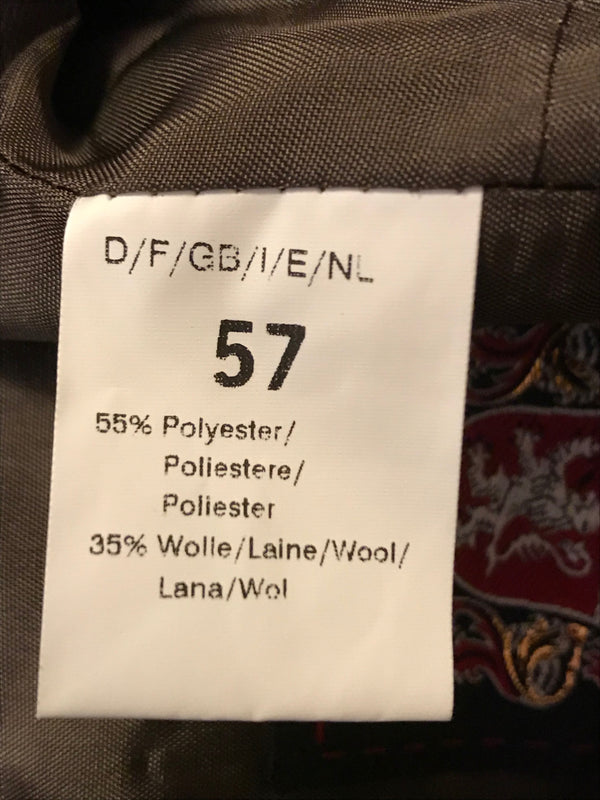 D/F/GB/I/E/NL
57
55% Polyester/
Poliestere/
Poliester
35% Wolle/Laine/Wool/
Lana/Wol